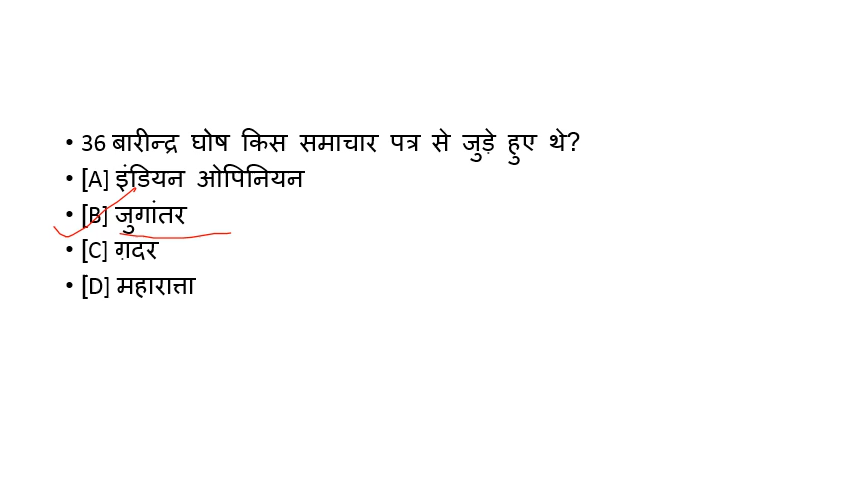 • 36 बारीन्द्र घोष किस समाचार पत्र से जुड़े हुए थे?
• [A] इंडियन ओपिनियन
• [B] जुगांतर
• [C] ग़दर
• [D] महारात्ता